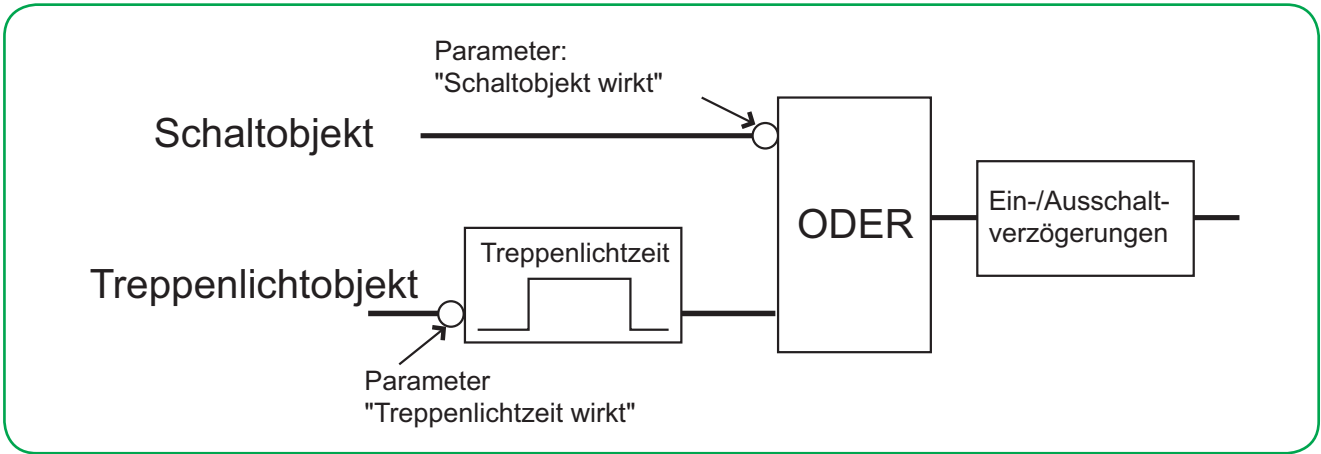 Parameter:
"Schaltobjekt wirkt"
Schaltobjekt
ODER
Ein-/Ausschalt-
verzögerungen
Treppenlichtzeit
Treppenlichtobjekt
Parameter
"Treppenlichtzeit wirkt"